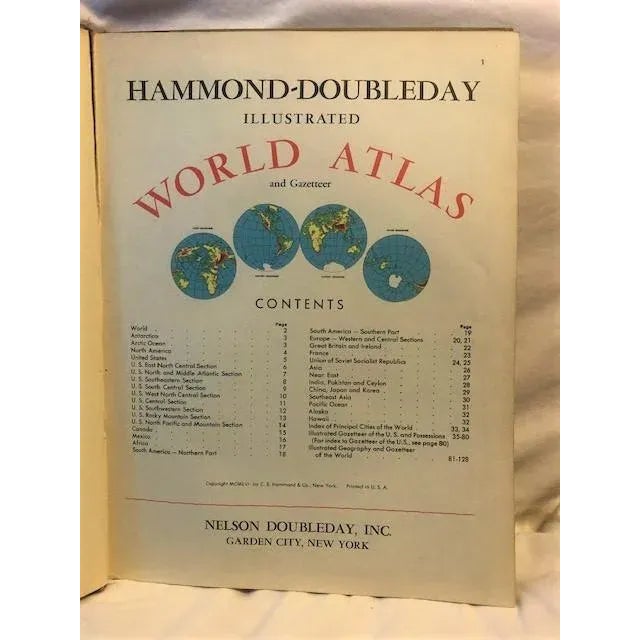 1
HAMMOND-DOUBLEDAY
ILLUSTRATED
WORLD ATLAS
and Gazetteer
CONTENTS
Page
World 2
Antarctica 3
Arctic Ocean 3
North America 4
United States 5
U. S. East North Central Section 6
U. S. North and Middle Atlantic Section 7
U. S. Southeastern Section 8
U. S. South Central Section 9
U. S. West North Central Section 10
U. S. Central Section 11
U. S. Southwestern Section 12
U. S. Rocky Mountain Section 13
U. S. North Pacific and Mountain Section 14
Canada 15
Mexico 16
Africa 17
South America — Northern Part 18
Page
South America — Southern Part 19
Europe — Western and Central Sections 20, 21
Great Britain and Ireland 22
France 23
Union of Soviet Socialist Republics 24, 25
Asia 26
Near East 27
India, Pakistan and Ceylon 28
China, Japan and Korea 29
Southeast Asia 30
Pacific Ocean 31
Alaska 32
Hawaii 32
Index of Principal Cities of the World 33, 34
Illustrated Gazetteer of the U. S. and Possessions 35-80
(For index to Gazetteer of the U.S., see page 80)
Illustrated Geography and Gazetteer
of the World 81-128
Copyright MCMLVI by C. S. Hammond & Co., New York. Printed in U. S. A.
NELSON DOUBLEDAY, INC.
GARDEN CITY, NEW YORK